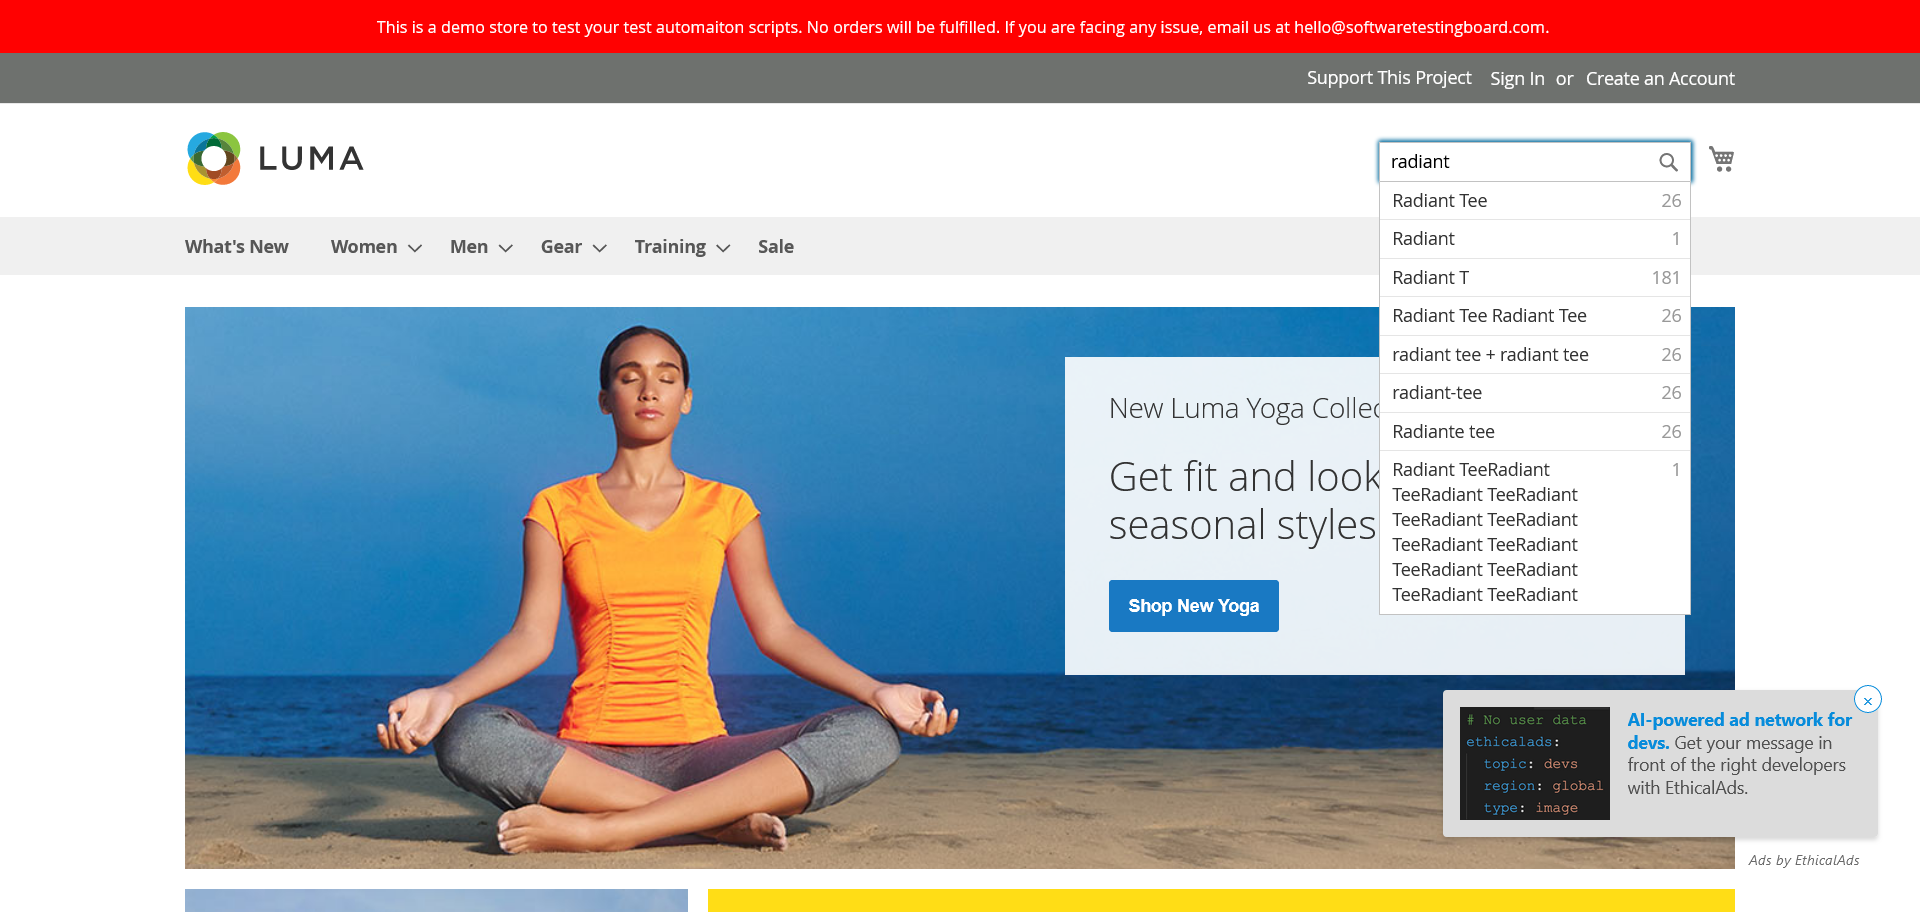 This is a demo store to test your test automaiton scripts. No orders will be fulfilled. If you are facing any issue, email us at hello@softwaretestingboard.com.
Support This Project Sign In or Create an Account
LUMA
radiant
What's New Women Men Gear Training Sale
Radiant Tee 26
Radiant 1
Radiant T 181
Radiant Tee Radiant Tee 26
radiant tee + radiant tee 26
radiant-tee 26
Radiante tee 26
Radiant TeeRadiant 1
TeeRadiant TeeRadiant
TeeRadiant TeeRadiant
TeeRadiant TeeRadiant
TeeRadiant TeeRadiant
TeeRadiant TeeRadiant
New Luma Yoga Collec
Get fit and look
seasonal styles
Shop New Yoga
# No user data
ethicalads:
topic: devs
region: global
type: image
AI-powered ad network for
devs. Get your message in
front of the right developers
with EthicalAds.
Ads by EthicalAds